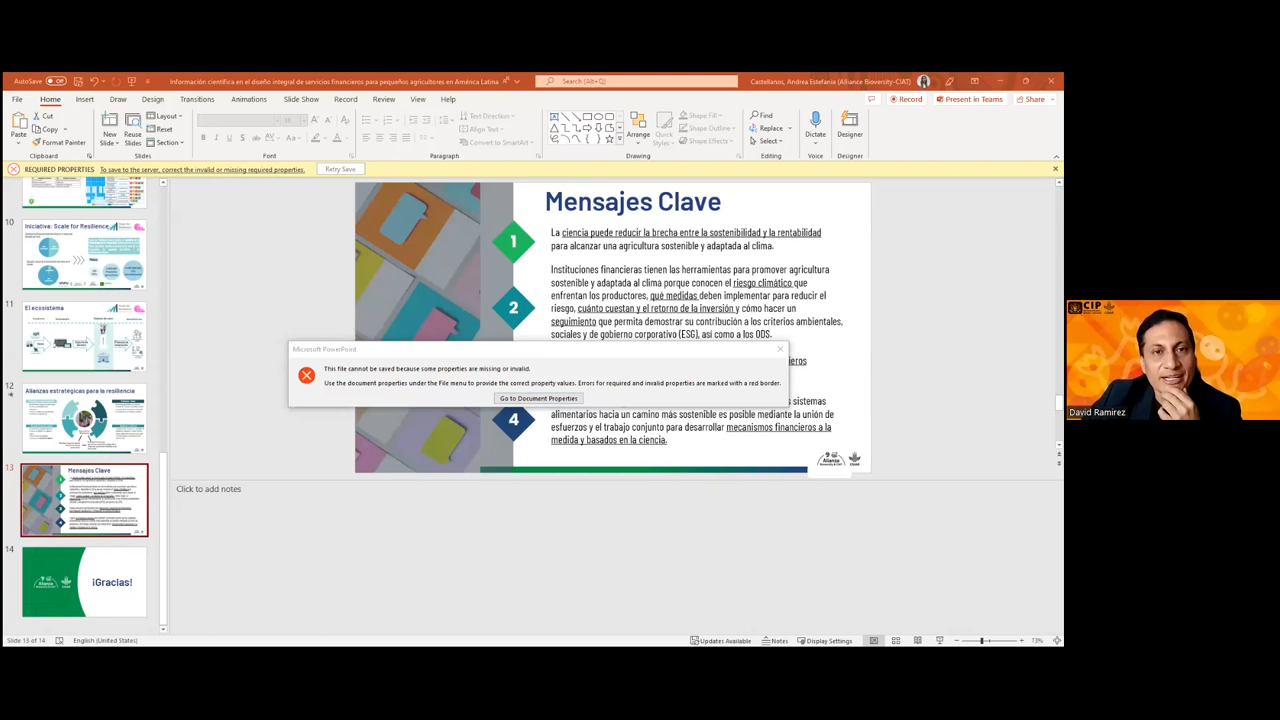 AutoSave Off
Información científica en el diseño integral de servicios financieros para pequeños agricultores en América Latina
Search (Alt+Q)
Castellanos, Andrea Estefania (Alliance Bioversity-CIAT)
File Home Insert Draw Design Transitions Animations Slide Show Record Review View Help
Record Present in Teams Share
Paste
Cut
Copy
Format Painter
Clipboard
New Slide
Reuse Slides
Layout
Reset
Section
Slides
Font
Text Direction
Align Text
Convert to SmartArt
Paragraph
Arrange
Quick Styles
Shape Fill
Shape Outline
Shape Effects
Drawing
Find
Replace
Select
Editing
Dictate
Voice
Designer
Designer
REQUIRED PROPERTIES To save to the server, correct the invalid or missing required properties. Retry Save
10
Iniciativa: Scale for Resilience
11
El ecosistema
12
Alianzas estratégicas para la resiliencia
13
Mensajes Clave
14
¡Gracias!
Mensajes Clave
1
La ciencia puede reducir la brecha entre la sostenibilidad y la rentabilidad
para alcanzar una agricultura sostenible y adaptada al clima.
2
Instituciones financieras tienen las herramientas para promover agricultura
sostenible y adaptada al clima porque conocen el riesgo climático que
enfrentan los productores, qué medidas deben implementar para reducir el
riesgo, cuánto cuestan y el retorno de la inversión y cómo hacer un
seguimiento que permita demostrar su contribución a los criterios ambientales,
sociales y de gobierno corporativo (ESG), así como a los ODS.
Microsoft PowerPoint
This file cannot be saved because some properties are missing or invalid.
Use the document properties under the File menu to provide the correct property values. Errors for required and invalid properties are marked with a red border.
Go to Document Properties
4
sistemas
alimentarios hacia un camino más sostenible es posible mediante la unión de
esfuerzos y el trabajo conjunto para desarrollar mecanismos financieros a la
medida y basados en la ciencia.
Alianza
CGIAR
Click to add notes
Slide 13 of 14 English (United States)
Updates Available Notes Display Settings 73%
CIP
David Ramirez